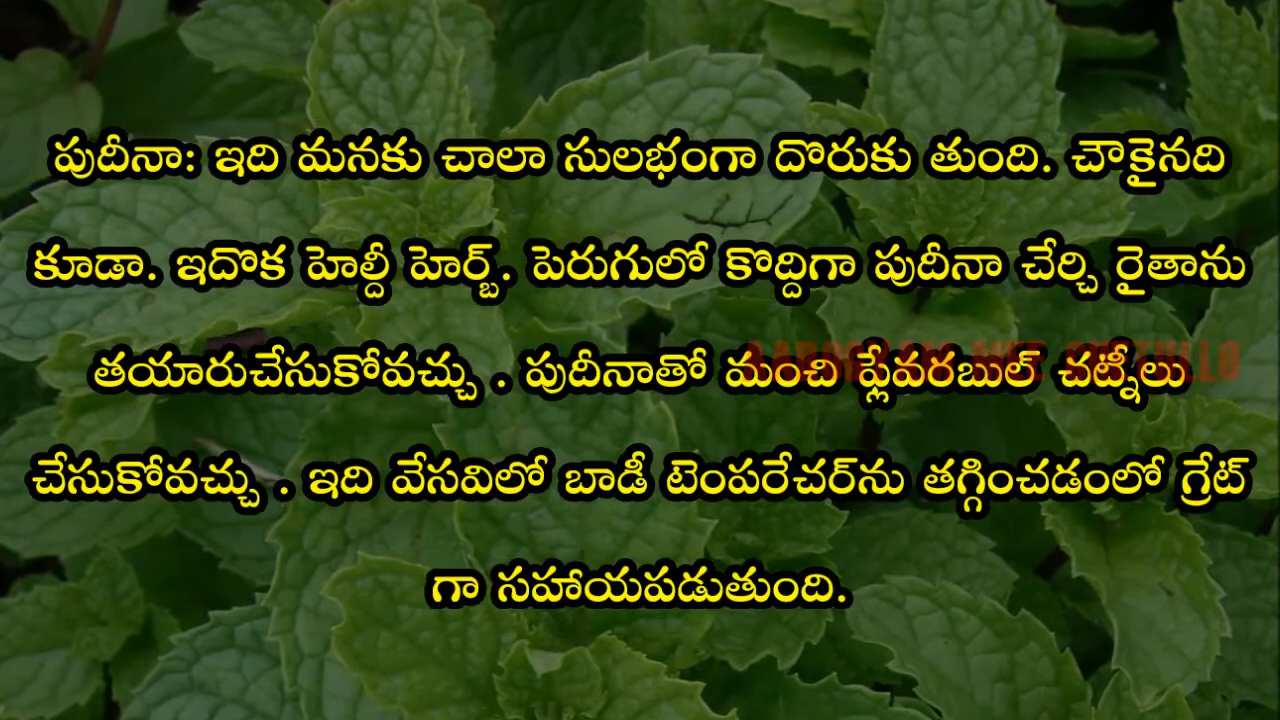 పుదీనా: ఇది మనకు చాలా సులభంగా దొరుకు తుంది. చౌకైనది
కూడా. ఇదొక హెల్దీ హెర్బ్. పెరుగులో కొద్దిగా పుదీనా చేర్చి రైతాను
తయారుచేసుకోవచ్చు . పుదీనాతో మంచి ఫ్లేవరబుల్ చట్నీలు
చేసుకోవచ్చు . ఇది వేసవిలో బాడీ టెంపరేచర్‌ను తగ్గించడంలో గ్రేట్
గా సహాయపడుతుంది.